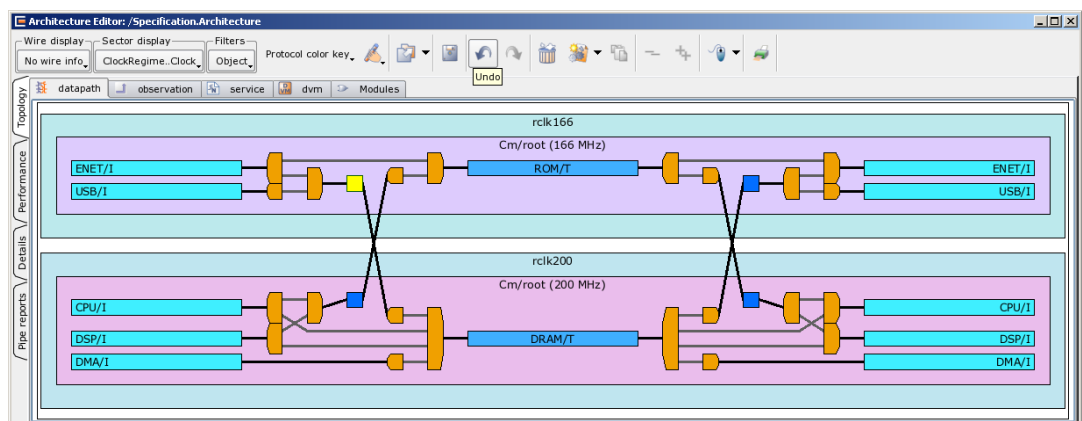 Architecture Editor: /Specification.Architecture
Wire display
Sector display
Filters
No wire info
ClockRegime..Clock
Object
Protocol color key
Undo
datapath
observation
service
dvm
Modules
Topology
Performance
Details
Pipe reports
rclk166
Cm/root (166 MHz)
ENET/I
ROM/T
ENET/I
USB/I
USB/I
rclk200
Cm/root (200 MHz)
CPU/I
CPU/I
DSP/I
DRAM/T
DSP/I
DMA/I
DMA/I